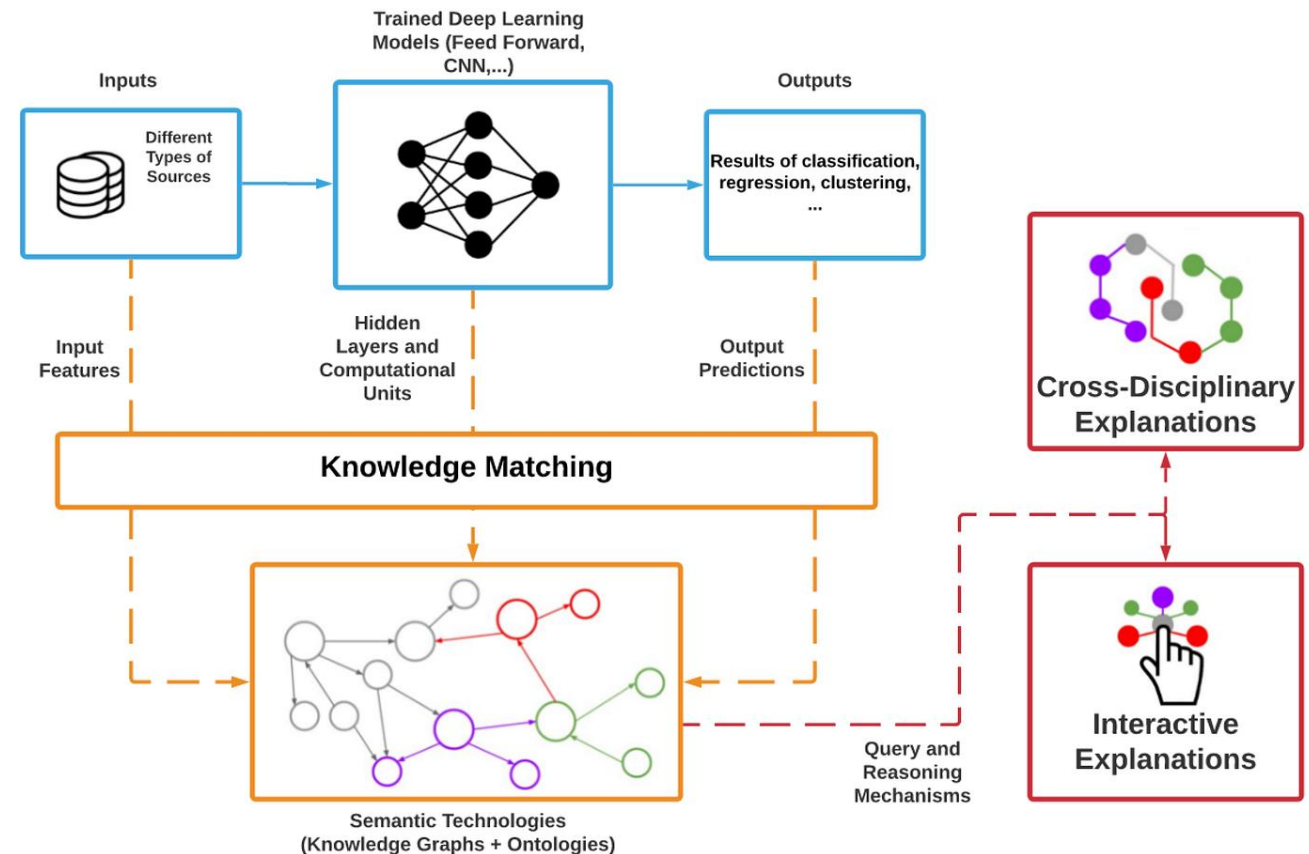 Trained Deep Learning
Models (Feed Forward,
CNN,...)
Inputs
Outputs
Different
Types of
Sources
Results of classification,
regression, clustering,
...
Input
Features
Hidden
Layers and
Computational
Units
Output
Predictions
Knowledge Matching
Cross-Disciplinary
Explanations
Interactive
Explanations
Query and
Reasoning
Mechanisms
Semantic Technologies
(Knowledge Graphs + Ontologies)